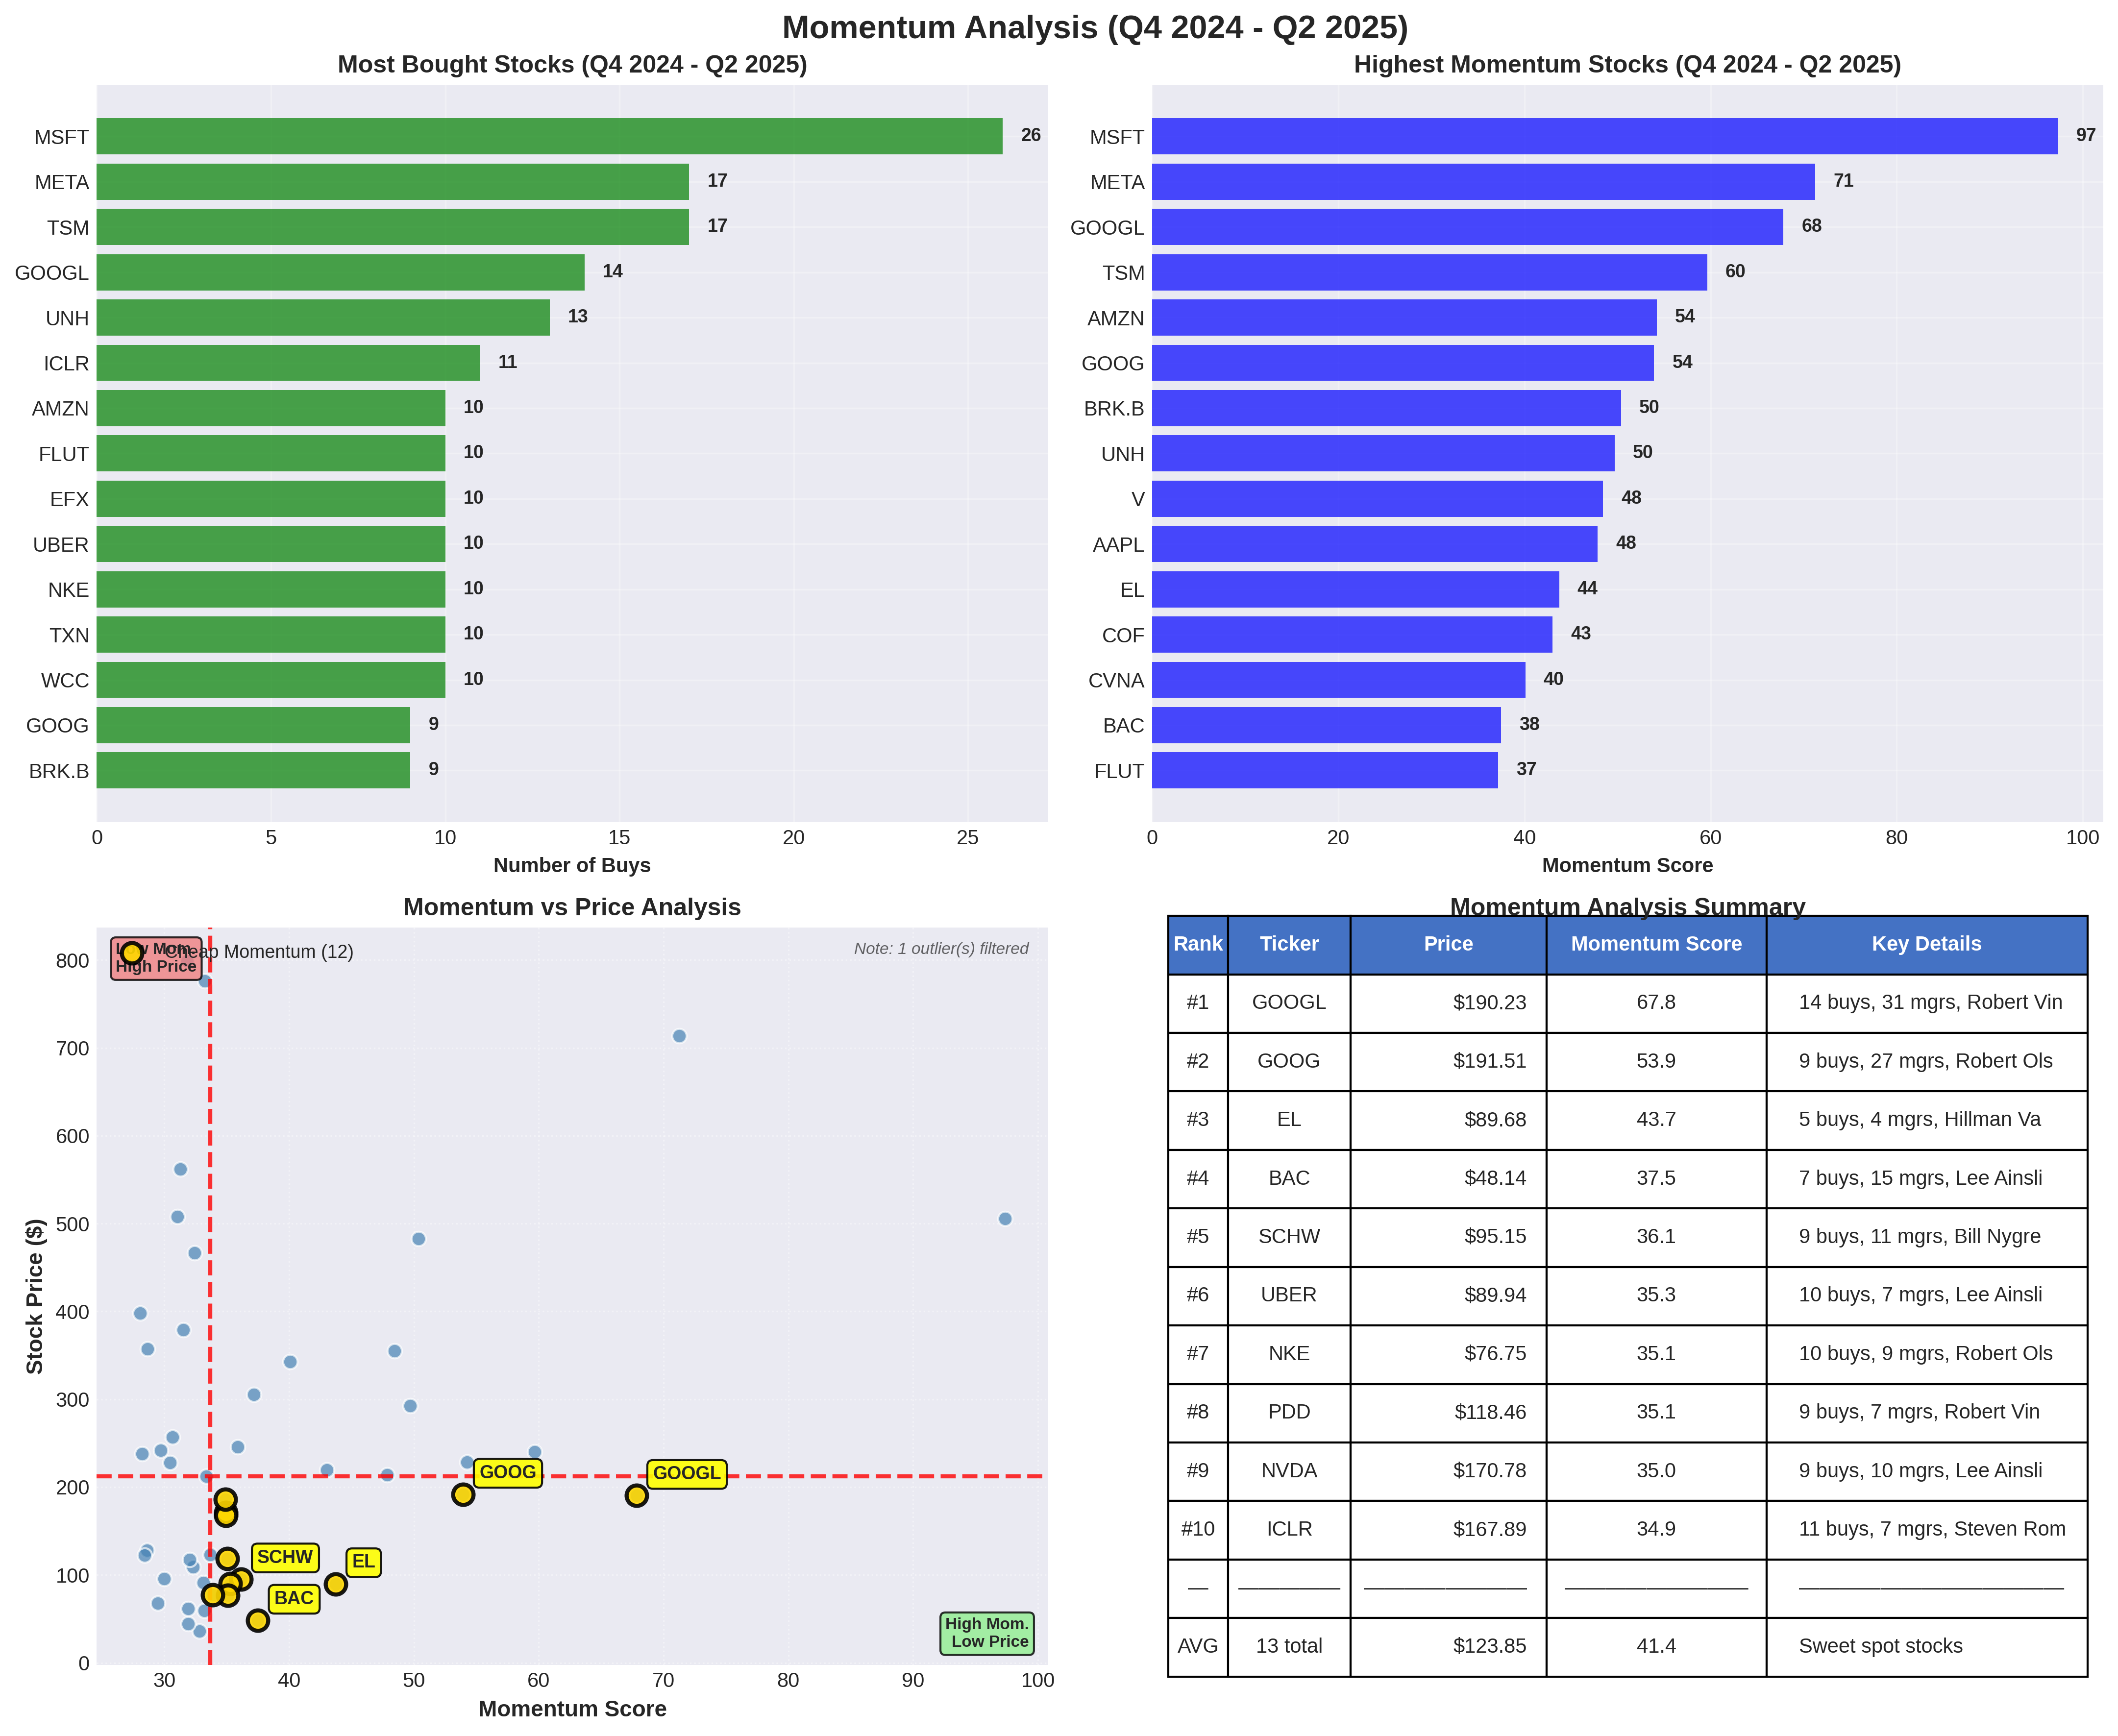 Momentum Analysis (Q4 2024 - Q2 2025)
Most Bought Stocks (Q4 2024 - Q2 2025)
MSFT 26
META 17
TSM 17
GOOGL 14
UNH 13
ICLR 11
AMZN 10
FLUT 10
EFX 10
UBER 10
NKE 10
TXN 10
WCC 10
GOOG 9
BRK.B 9
0 5 10 15 20 25
Number of Buys
Highest Momentum Stocks (Q4 2024 - Q2 2025)
MSFT 97
META 71
GOOGL 68
TSM 60
AMZN 54
GOOG 54
BRK.B 50
UNH 50
V 48
AAPL 48
EL 44
COF 43
CVNA 40
BAC 38
FLUT 37
0 20 40 60 80 100
Momentum Score
Momentum vs Price Analysis
Low Mom.
High Price
Cheap Momentum (12)
Note: 1 outlier(s) filtered
Stock Price ($)
800
700
600
500
400
300
200
100
0
GOOG
GOOGL
SCHW
EL
BAC
High Mom.
Low Price
30 40 50 60 70 80 90 100
Momentum Score
Momentum Analysis Summary
Rank Ticker Price Momentum Score Key Details
#1 GOOGL $190.23 67.8 14 buys, 31 mgrs, Robert Vin
#2 GOOG $191.51 53.9 9 buys, 27 mgrs, Robert Ols
#3 EL $89.68 43.7 5 buys, 4 mgrs, Hillman Va
#4 BAC $48.14 37.5 7 buys, 15 mgrs, Lee Ainsli
#5 SCHW $95.15 36.1 9 buys, 11 mgrs, Bill Nygre
#6 UBER $89.94 35.3 10 buys, 7 mgrs, Lee Ainsli
#7 NKE $76.75 35.1 10 buys, 9 mgrs, Robert Ols
#8 PDD $118.46 35.1 9 buys, 7 mgrs, Robert Vin
#9 NVDA $170.78 35.0 9 buys, 10 mgrs, Lee Ainsli
#10 ICLR $167.89 34.9 11 buys, 7 mgrs, Steven Rom
— ————— ———————— ————————— —————————————
AVG 13 total $123.85 41.4 Sweet spot stocks